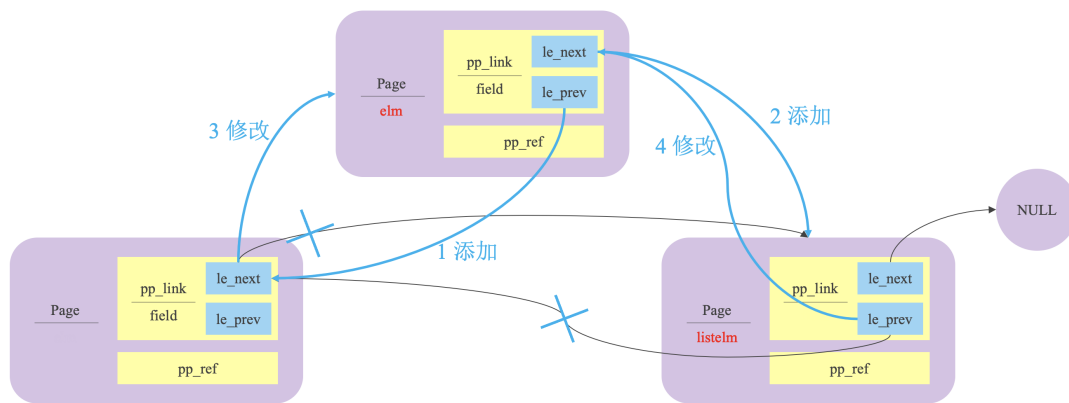 Page
elm
pp_link
field
le_next
le_prev
pp_ref
3 修改
2 添加
4 修改
1 添加
NULL
Page
pp_link
field
le_next
le_prev
pp_ref
Page
listelm
pp_link
le_next
le_prev
pp_ref